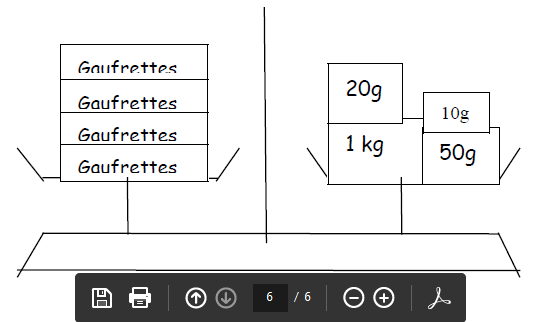 Gaufrettes
Gaufrettes
Gaufrettes
Gaufrettes
20g
10g
1 kg
50g
6 / 6